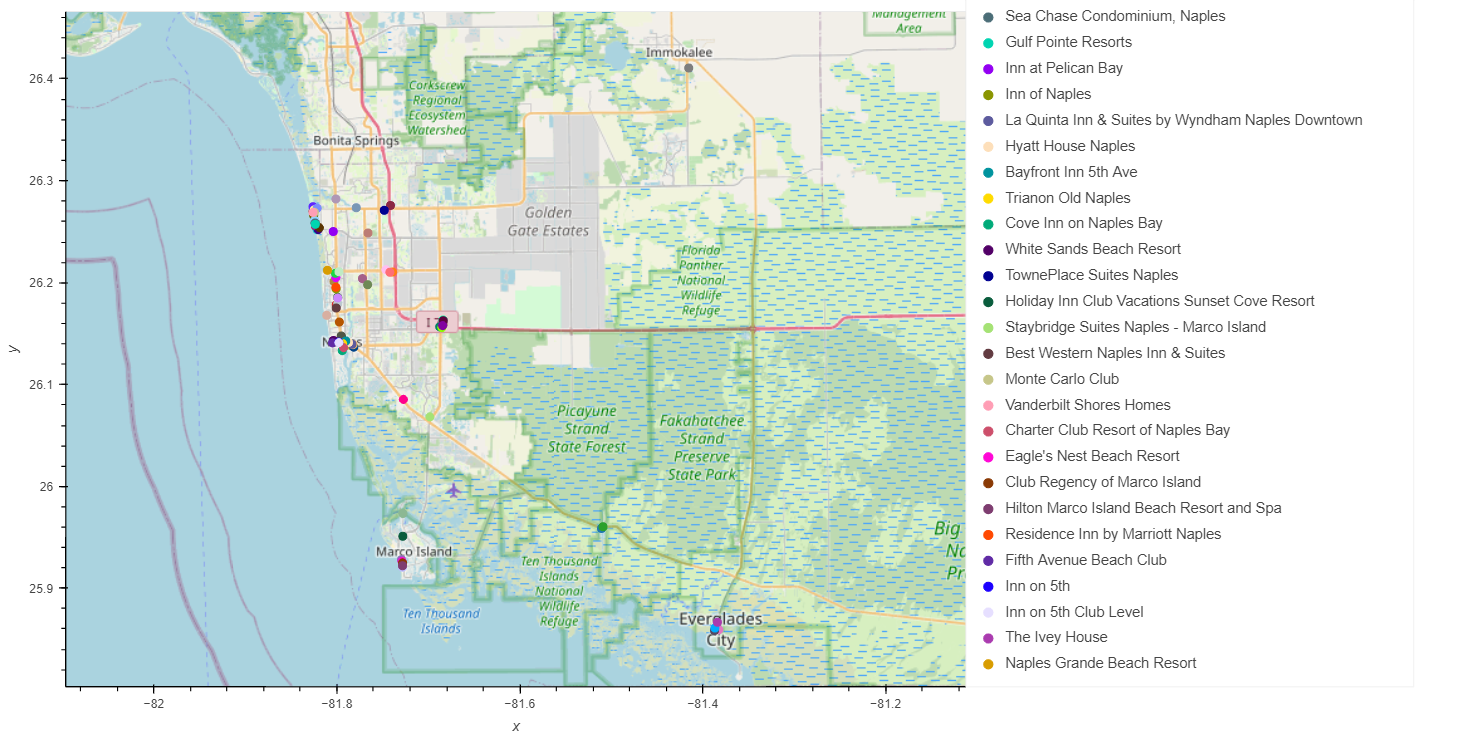 Management
Area
Immokalee
Corkscrew
Regional
Ecosystem
Watershed
Bonita Springs
Golden
Gate Estates
Florida
Panther
National
Wildlife
Refuge
Picayune
Strand
State Forest
Fakahatchee
Strand
Preserve
State Park
Marco Island
Ten Thousand
Islands
National
Wildlife
Refuge
Ten Thousand
Islands
Everglades
City
Big
26.4
26.3
26.2
26.1
26
25.9
y
−82
−81.8
−81.6
−81.4
−81.2
x
Sea Chase Condominium, Naples
Gulf Pointe Resorts
Inn at Pelican Bay
Inn of Naples
La Quinta Inn & Suites by Wyndham Naples Downtown
Hyatt House Naples
Bayfront Inn 5th Ave
Trianon Old Naples
Cove Inn on Naples Bay
White Sands Beach Resort
TownePlace Suites Naples
Holiday Inn Club Vacations Sunset Cove Resort
Staybridge Suites Naples - Marco Island
Best Western Naples Inn & Suites
Monte Carlo Club
Vanderbilt Shores Homes
Charter Club Resort of Naples Bay
Eagle's Nest Beach Resort
Club Regency of Marco Island
Hilton Marco Island Beach Resort and Spa
Residence Inn by Marriott Naples
Fifth Avenue Beach Club
Inn on 5th
Inn on 5th Club Level
The Ivey House
Naples Grande Beach Resort